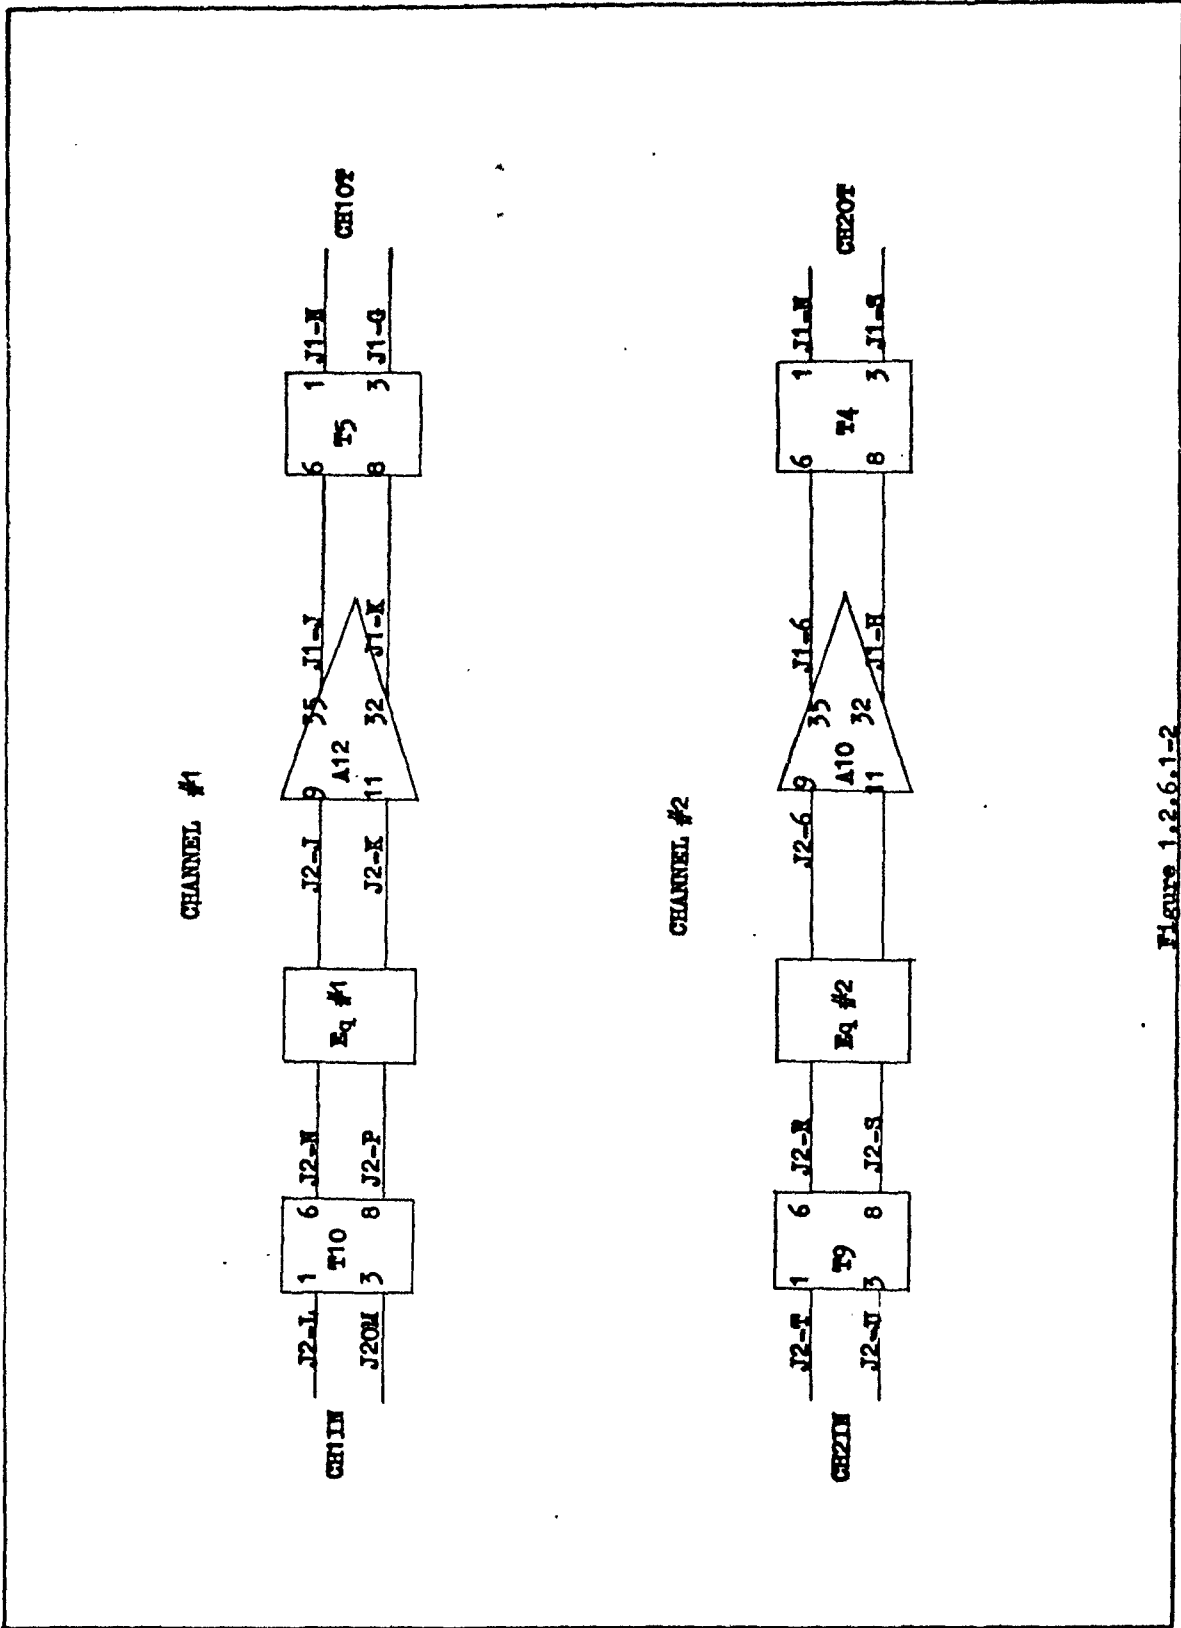 CHANNEL #1
CH1IN
J2-L
J20M
1
3
T10
6
8
J2-N
J2-P
Eq #1
J2-J
J2-K
9
11
A12
35
32
J1-J
J1-K
6
8
T5
1
3
J1-N
J1-G
CH1OT
CHANNEL #2
CH2IN
J2-T
J2-U
1
3
T9
6
8
J2-R
J2-S
Eq #2
J2-6
9
11
A10
35
32
J1-6
J1-H
6
8
T4
1
3
J1-N
J1-S
CH2OT
Figure 1.2.6.1-2